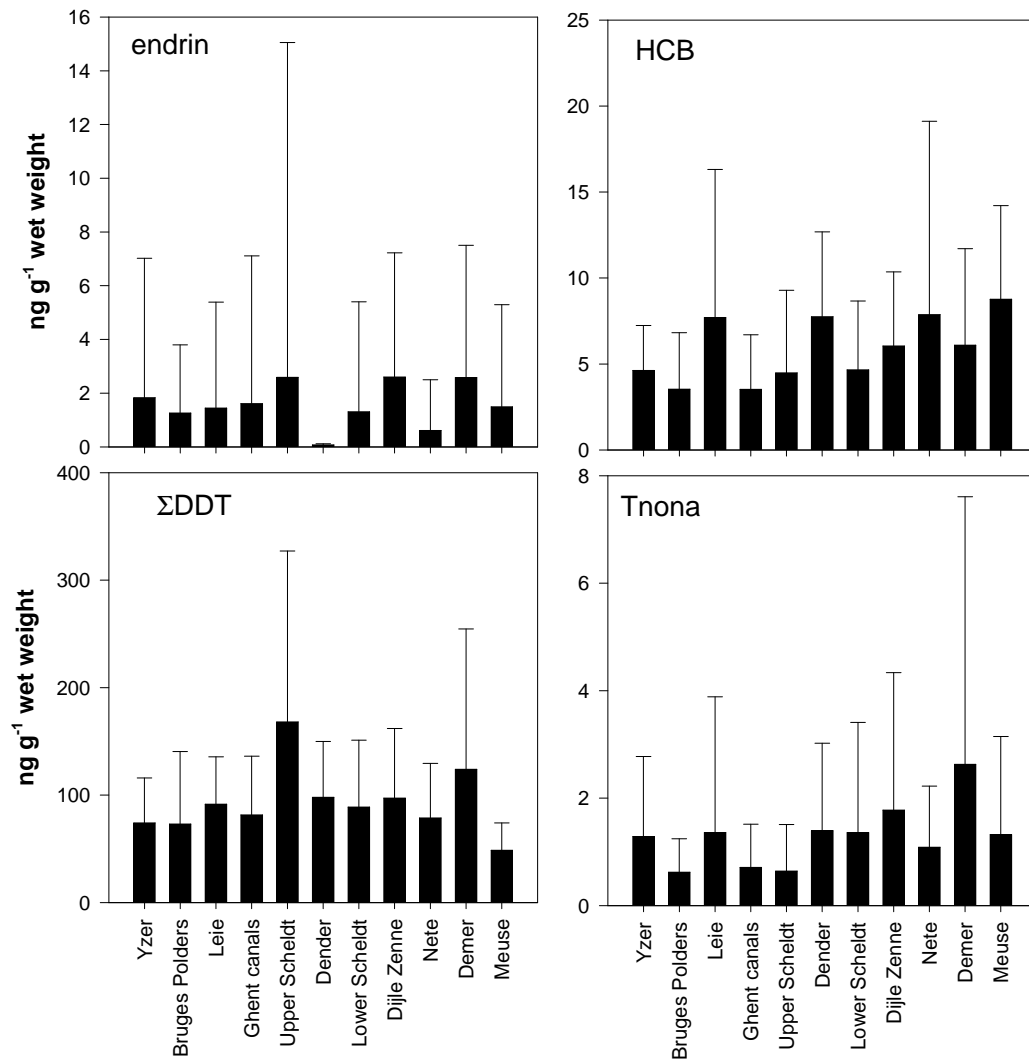 endrin
ng g⁻¹ wet weight
16
14
12
10
8
6
4
2
0
HCB
25
20
15
10
5
0
ΣDDT
ng g⁻¹ wet weight
400
300
200
100
0
Yzer
Bruges Polders
Leie
Ghent canals
Upper Scheldt
Dender
Lower Scheldt
Dijle Zenne
Nete
Demer
Meuse
Tnona
8
6
4
2
0
Yzer
Bruges Polders
Leie
Ghent canals
Upper Scheldt
Dender
Lower Scheldt
Dijle Zenne
Nete
Demer
Meuse